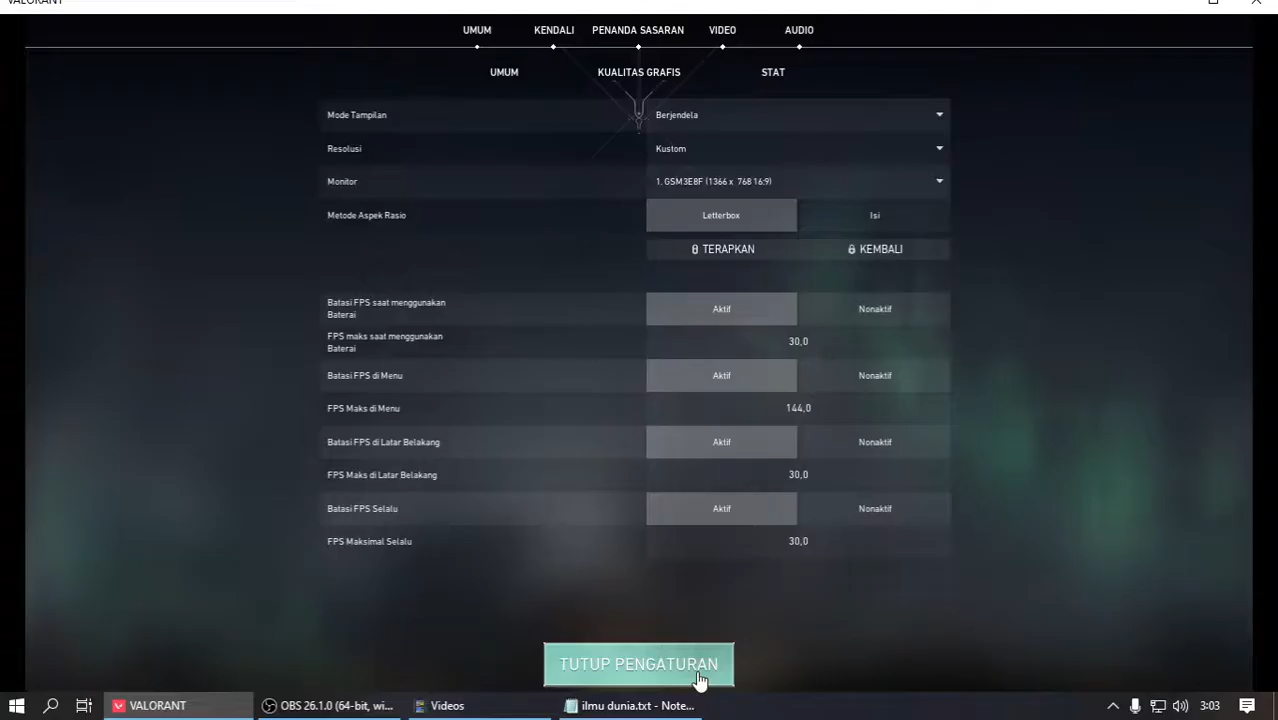 VALORANT
UMUM KENDALI PENANDA SASARAN VIDEO AUDIO
UMUM KUALITAS GRAFIS STAT
Mode Tampilan Berjendela
Resolusi Kustom
Monitor 1. GSM3E8F (1366 x 768 16:9)
Metode Aspek Rasio Letterbox Isi
TERAPKAN KEMBALI
Batasi FPS saat menggunakan
Baterai
Aktif Nonaktif
FPS maks saat menggunakan
Baterai
30,0
Batasi FPS di Menu Aktif Nonaktif
FPS Maks di Menu 144,0
Batasi FPS di Latar Belakang Aktif Nonaktif
FPS Maks di Latar Belakang 30,0
Batasi FPS Selalu Aktif Nonaktif
FPS Maksimal Selalu 30,0
TUTUP PENGATURAN
VALORANT OBS 26.1.0 (64-bit, wi... Videos ilmu dunia.txt - Note... 3:03